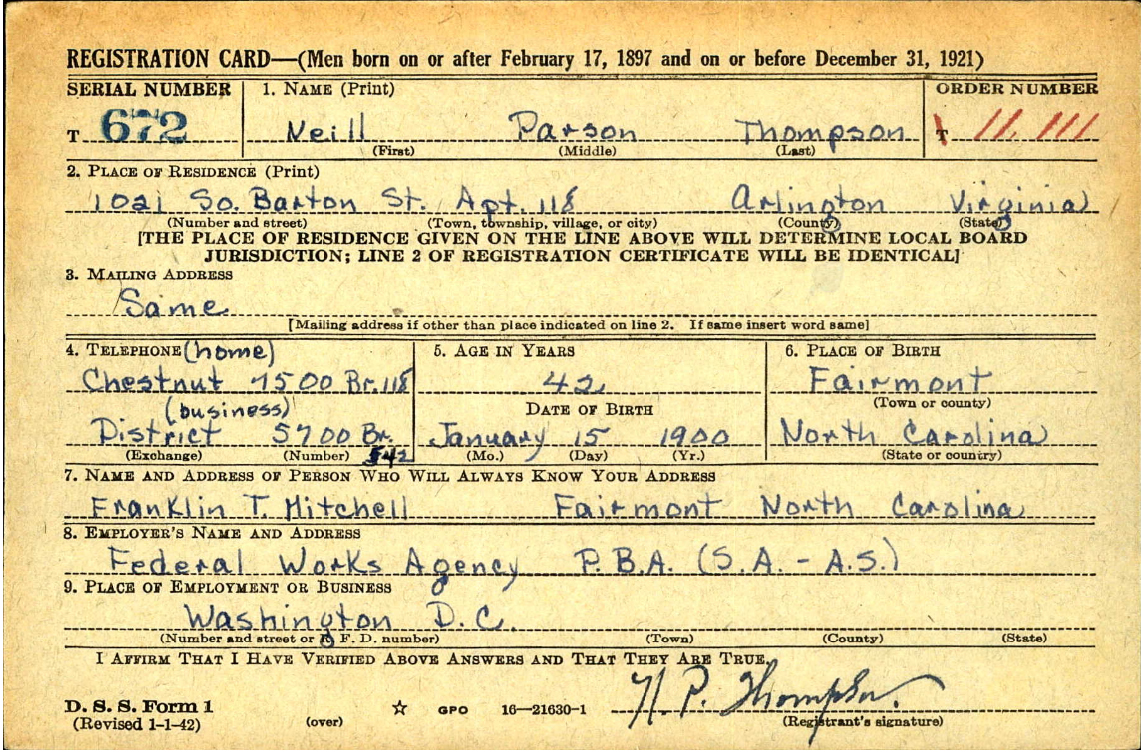 REGISTRATION CARD—(Men born on or after February 17, 1897 and on or before December 31, 1921)
SERIAL NUMBER 1. NAME (Print) ORDER NUMBER
T 672 Neill Parson Thompson T 11,111
(First) (Middle) (Last)
2. PLACE OF RESIDENCE (Print)
1021 So. Barton St. Apt. 118 Arlington Virginia
(Number and street) (Town, township, village, or city) (County) (State)
[THE PLACE OF RESIDENCE GIVEN ON THE LINE ABOVE WILL DETERMINE LOCAL BOARD
JURISDICTION; LINE 2 OF REGISTRATION CERTIFICATE WILL BE IDENTICAL]
3. MAILING ADDRESS
Same
[Mailing address if other than place indicated on line 2. If same insert word same]
4. TELEPHONE (home) 5. AGE IN YEARS 6. PLACE OF BIRTH
Chestnut 7500 Br. 118 42 Fairmont
(business) DATE OF BIRTH (Town or county)
District 5700 Br. January 15 1900 North Carolina
(Exchange) (Number) 542 (Mo.) (Day) (Yr.) (State or country)
7. NAME AND ADDRESS OF PERSON WHO WILL ALWAYS KNOW YOUR ADDRESS
Franklin T. Mitchell Fairmont North Carolina
8. EMPLOYER'S NAME AND ADDRESS
Federal Works Agency P.B.A. (S.A. - A.S.)
9. PLACE OF EMPLOYMENT OR BUSINESS
Washington D.C.
(Number and street or R. F. D. number) (Town) (County) (State)
I AFFIRM THAT I HAVE VERIFIED ABOVE ANSWERS AND THAT THEY ARE TRUE.
D. S. S. Form 1 N. P. Thompson
(Revised 1-1-42) (over) ☆ GPO 16—21630-1 (Registrant's signature)